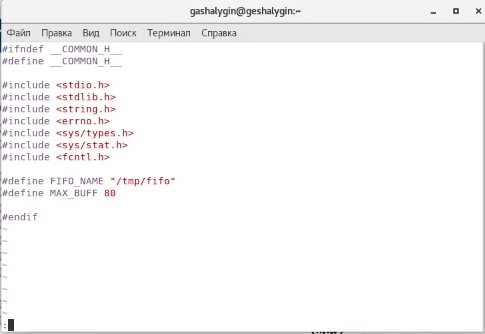 gashalygin@geshalygin:~
Файл Правка Вид Поиск Терминал Справка
#ifndef __COMMON_H__
#define __COMMON_H__
#include <stdio.h>
#include <stdlib.h>
#include <string.h>
#include <errno.h>
#include <sys/types.h>
#include <sys/stat.h>
#include <fcntl.h>
#define FIFO_NAME "/tmp/fifo"
#define MAX_BUFF 80
#endif
~
~
~
~
~
~
~
~
: